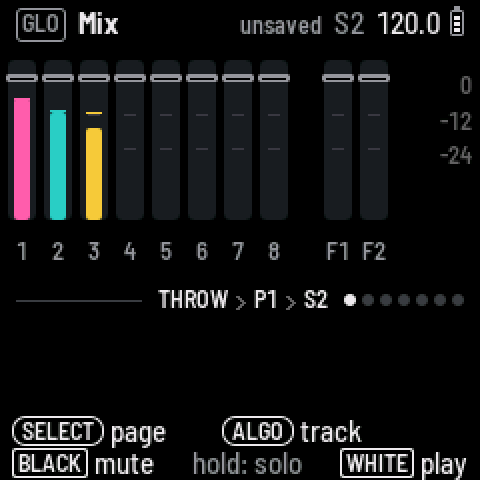 GLO Mix unsaved S2 120.0
0
-12
-24
1 2 3 4 5 6 7 8 F1 F2
THROW > P1 > S2
SELECT page ALGO track
BLACK mute hold: solo WHITE play